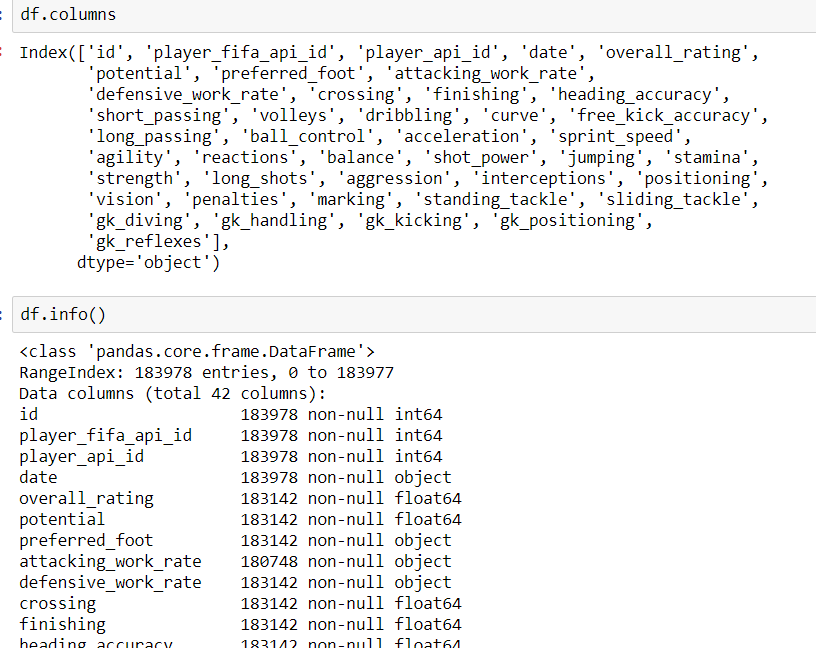 df.columns
Index(['id', 'player_fifa_api_id', 'player_api_id', 'date', 'overall_rating',
'potential', 'preferred_foot', 'attacking_work_rate',
'defensive_work_rate', 'crossing', 'finishing', 'heading_accuracy',
'short_passing', 'volleys', 'dribbling', 'curve', 'free_kick_accuracy',
'long_passing', 'ball_control', 'acceleration', 'sprint_speed',
'agility', 'reactions', 'balance', 'shot_power', 'jumping', 'stamina',
'strength', 'long_shots', 'aggression', 'interceptions', 'positioning',
'vision', 'penalties', 'marking', 'standing_tackle', 'sliding_tackle',
'gk_diving', 'gk_handling', 'gk_kicking', 'gk_positioning',
'gk_reflexes'],
dtype='object')
df.info()
<class 'pandas.core.frame.DataFrame'>
RangeIndex: 183978 entries, 0 to 183977
Data columns (total 42 columns):
id 183978 non-null int64
player_fifa_api_id 183978 non-null int64
player_api_id 183978 non-null int64
date 183978 non-null object
overall_rating 183142 non-null float64
potential 183142 non-null float64
preferred_foot 183142 non-null object
attacking_work_rate 180748 non-null object
defensive_work_rate 183142 non-null object
crossing 183142 non-null float64
finishing 183142 non-null float64
heading_accuracy 183142 non-null float64